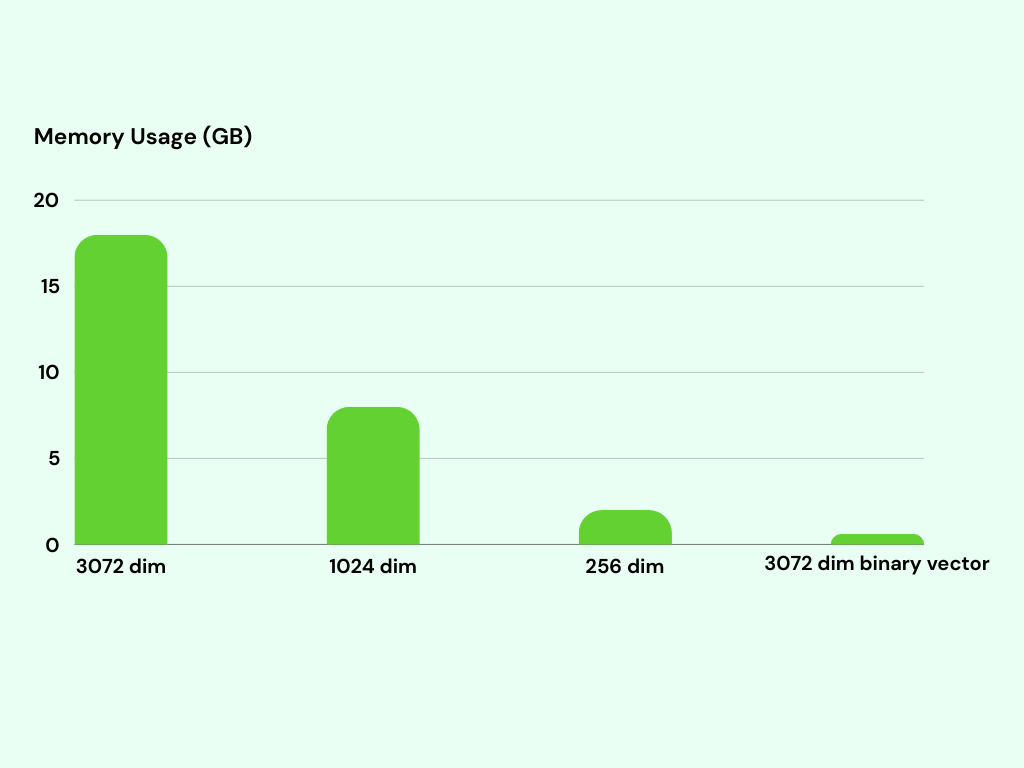 Memory Usage (GB)
20
15
10
5
0
3072 dim
1024 dim
256 dim
3072 dim binary vector